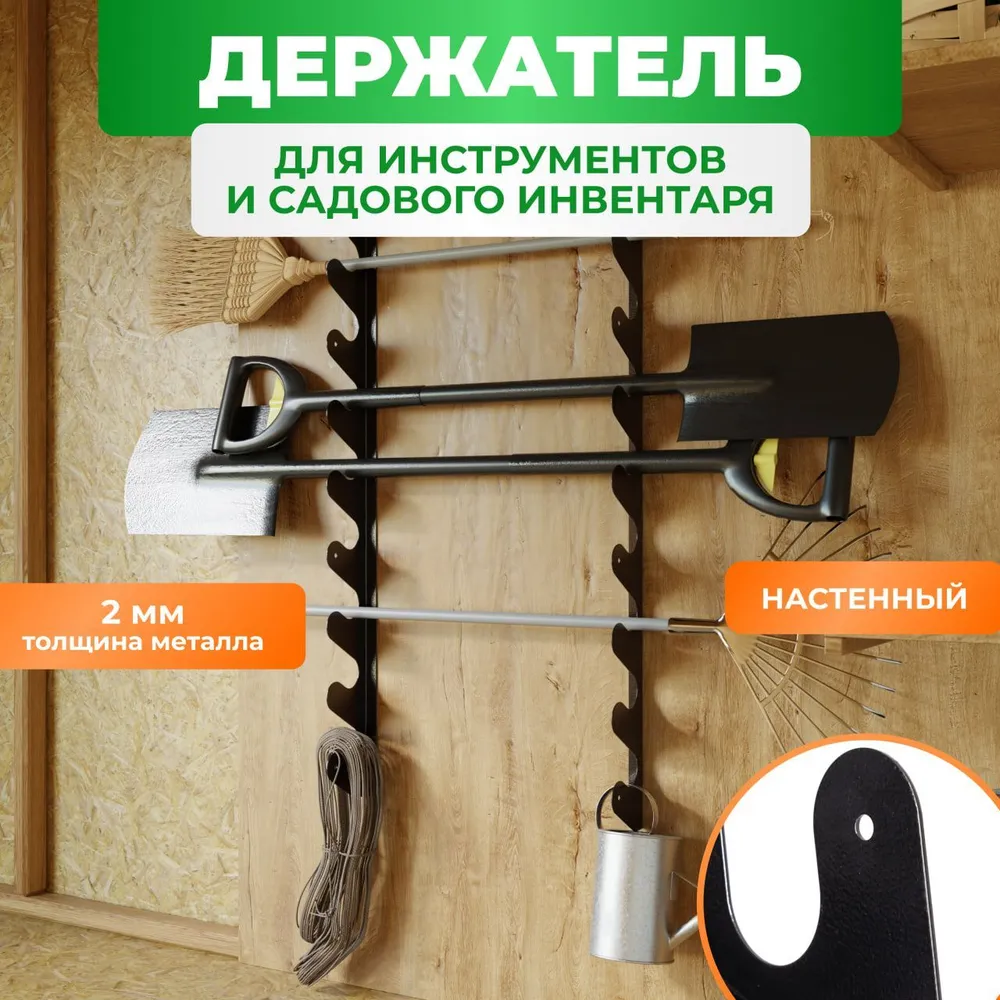 ДЕРЖАТЕЛЬ
ДЛЯ ИНСТРУМЕНТОВ
И САДОВОГО ИНВЕНТАРЯ
2 мм
толщина металла
НАСТЕННЫЙ